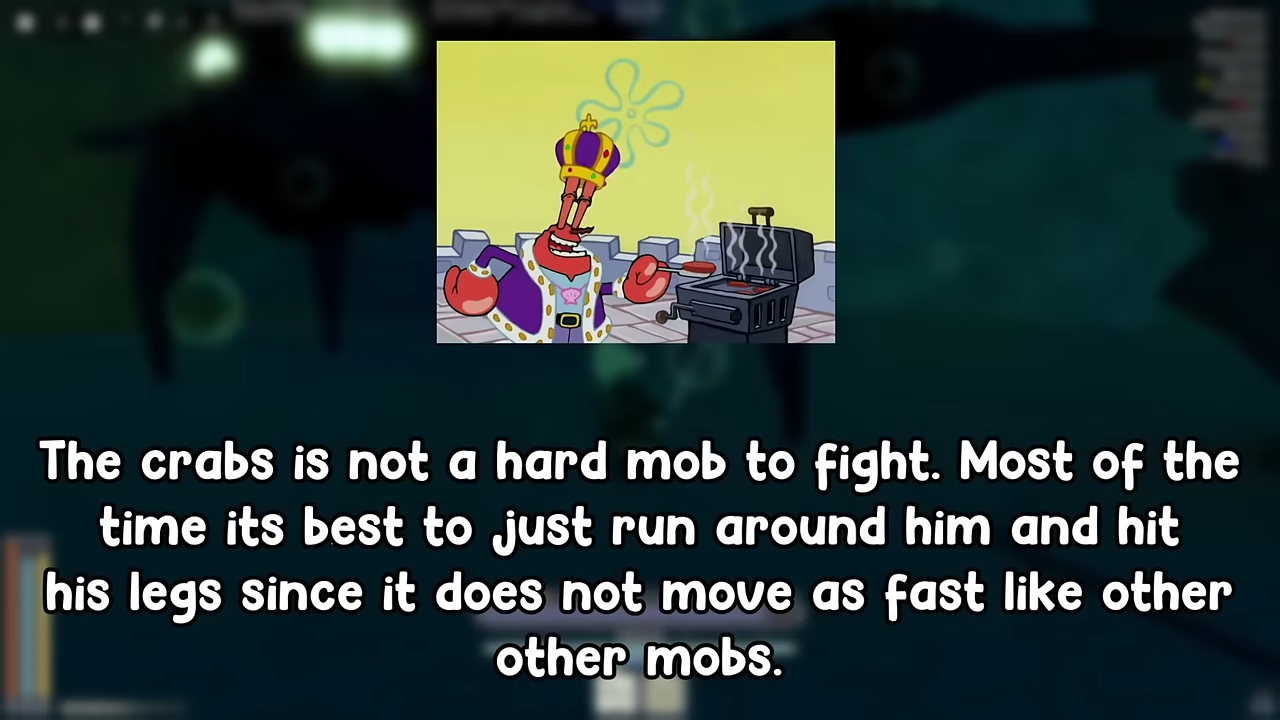 The crabs is not a hard mob to fight. Most of the
time its best to just run around him and hit
his legs since it does not move as fast like other
other mobs.